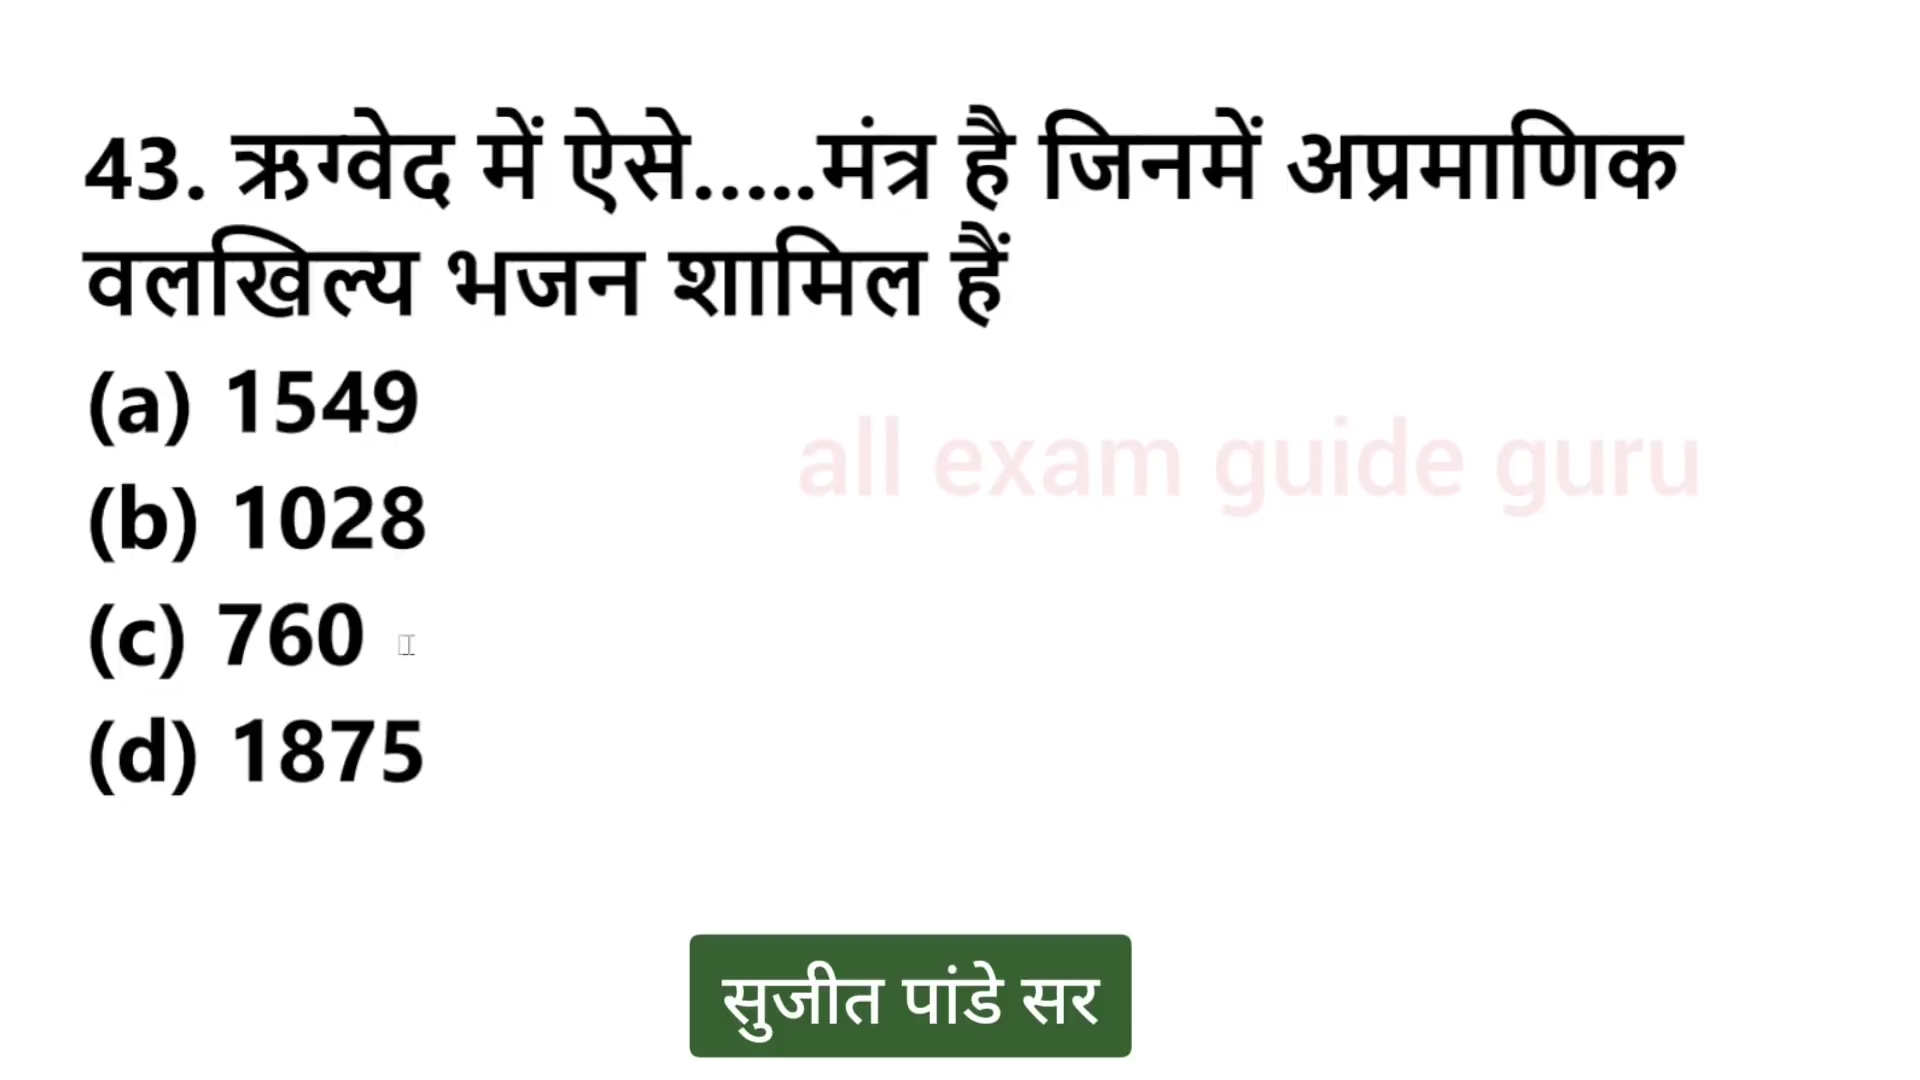 43. ऋग्वेद में ऐसे.....मंत्र है जिनमें अप्रमाणिक
वलखिल्य भजन शामिल हैं
(a) 1549
all exam guide guru
(b) 1028
(c) 760
(d) 1875
सुजीत पांडे सर